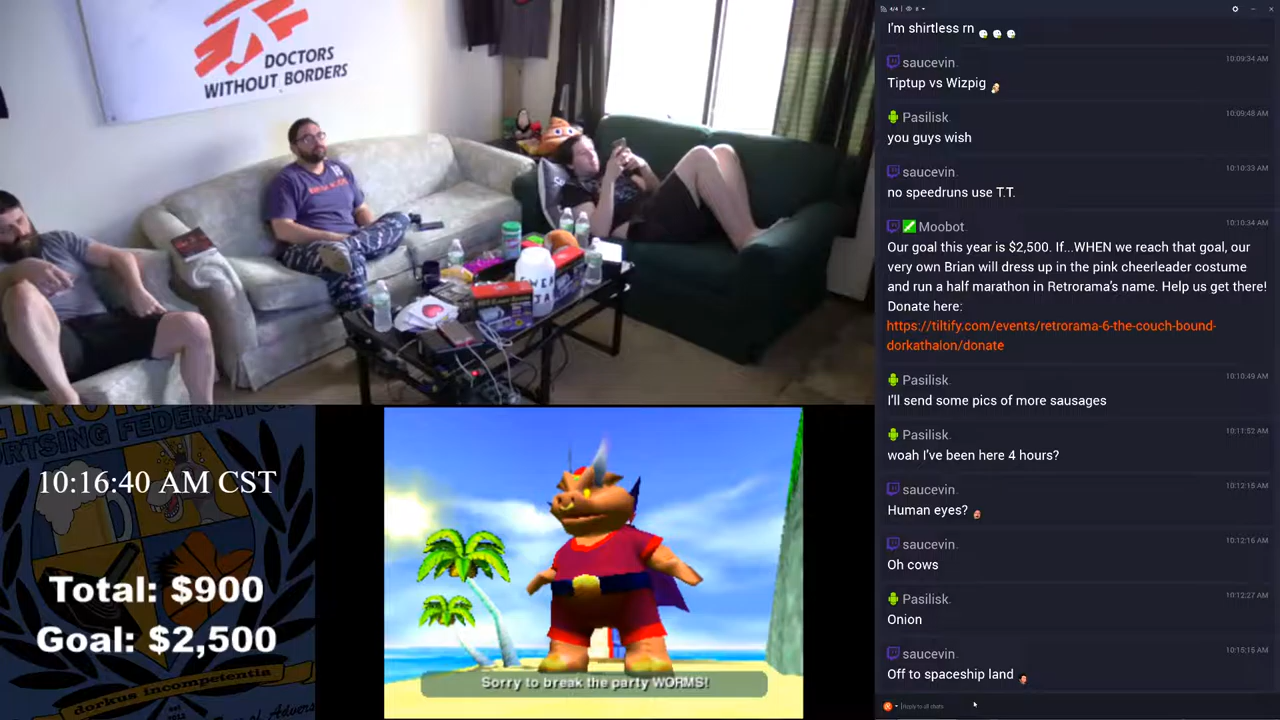 DOCTORS
WITHOUT BORDERS
10:16:40 AM CST
Total: $900
Goal: $2,500
dorkus incompetentia
Sorry to break the party WORMS!
4/4
I'm shirtless rn
saucevin. 10:09:34 AM
Tiptup vs Wizpig
Pasilisk. 10:09:48 AM
you guys wish
saucevin. 10:10:33 AM
no speedruns use T.T.
Moobot. 10:10:34 AM
Our goal this year is $2,500. If...WHEN we reach that goal, our
very own Brian will dress up in the pink cheerleader costume
and run a half marathon in Retrorama's name. Help us get there!
Donate here:
https://tiltify.com/events/retrorama-6-the-couch-bound-
dorkathalon/donate
Pasilisk. 10:10:49 AM
I'll send some pics of more sausages
Pasilisk. 10:11:52 AM
woah I've been here 4 hours?
saucevin. 10:12:15 AM
Human eyes?
saucevin. 10:12:16 AM
Oh cows
Pasilisk. 10:12:27 AM
Onion
saucevin. 10:15:15 AM
Off to spaceship land
Reply to all chats